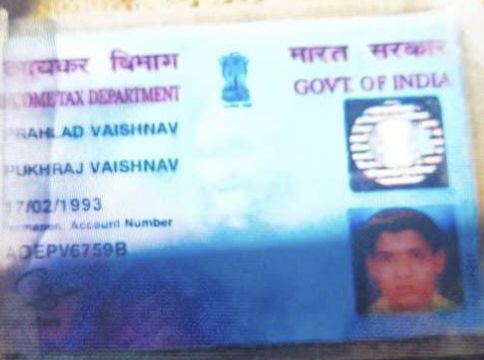 आयकर विभाग
भारत सरकार
INCOME TAX DEPARTMENT
GOVT. OF INDIA
PRAHLAD VAISHNAV
PUKHRAJ VAISHNAV
17/02/1993
Permanent Account Number